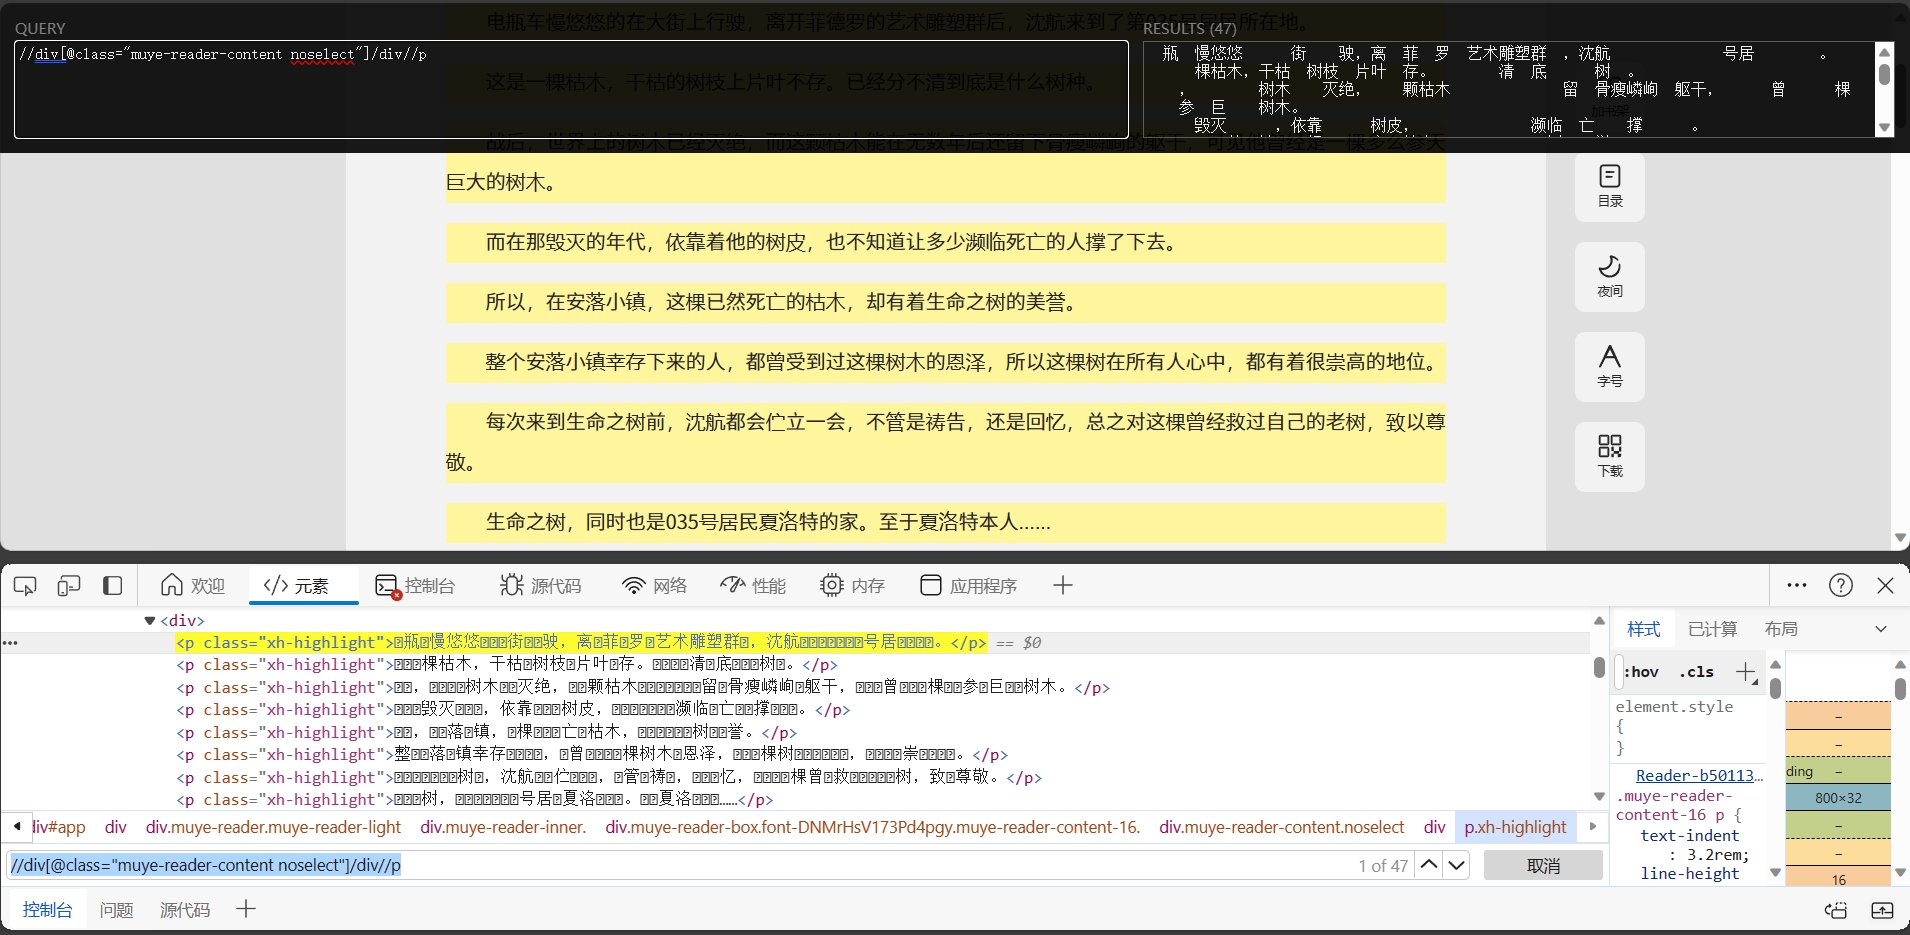 QUERY
//div[@class="muye-reader-content noselect"]/div//p
RESULTS (47)
瓶 慢悠悠 街 驶，离 菲 罗 艺术雕塑群 ，沈航 号居 。
棵枯木，干枯 树枝 片叶 存。 清 底 树 。
， 树木 灭绝， 颗枯木 留 骨瘦嶙峋 躯干， 曾 棵
参 巨 树木。
毁灭 ，依靠 树皮， 濒临 亡 撑 。
电瓶车慢悠悠的在大街上行驶，离开菲德罗的艺术雕塑群后，沈航来到了第035号居民所在地。
这是一棵枯木，干枯的树枝上片叶不存。已经分不清到底是什么树种。
战后，世界上的树木已经灭绝，而这颗枯木能在无数年后还留下骨瘦嶙峋的躯干，可见他曾经是一棵多么参天
巨大的树木。
而在那毁灭的年代，依靠着他的树皮，也不知道让多少濒临死亡的人撑了下去。
所以，在安落小镇，这棵已然死亡的枯木，却有着生命之树的美誉。
整个安落小镇幸存下来的人，都曾受到过这棵树木的恩泽，所以这棵树在所有人心中，都有着很崇高的地位。
每次来到生命之树前，沈航都会伫立一会，不管是祷告，还是回忆，总之对这棵曾经救过自己的老树，致以尊
敬。
生命之树，同时也是035号居民夏洛特的家。至于夏洛特本人……
加书架
目录
夜间
字号
下载
欢迎
元素
控制台
源代码
网络
性能
内存
应用程序
<div>
<p class="xh-highlight">瓶慢悠悠街驶，离菲罗艺术雕塑群，沈航号居。</p> == $0
<p class="xh-highlight">棵枯木，干枯树枝片叶存。清底树。</p>
<p class="xh-highlight">，树木灭绝，颗枯木留骨瘦嶙峋躯干，曾棵参巨树木。</p>
<p class="xh-highlight">毁灭，依靠树皮，濒临亡撑。</p>
<p class="xh-highlight">，落镇，棵亡枯木，树誉。</p>
<p class="xh-highlight">整落镇幸存，曾棵树木恩泽，棵树，崇。</p>
<p class="xh-highlight">树，沈航伫，管祷，忆，棵曾救树，致尊敬。</p>
<p class="xh-highlight">树，号居夏洛。夏洛……</p>
div#app div div.muye-reader.muye-reader-light div.muye-reader-inner. div.muye-reader-box.font-DNMrHsV173Pd4pgy.muye-reader-content-16. div.muye-reader-content.noselect div p.xh-highlight
//div[@class="muye-reader-content noselect"]/div//p
1 of 47
取消
样式
已计算
布局
:hov .cls
element.style
{
}
Reader-b50113…
.muye-reader-
content-16 p {
text-indent
: 3.2rem;
line-height
–
–
ding –
800×32
–
–
16
控制台
问题
源代码